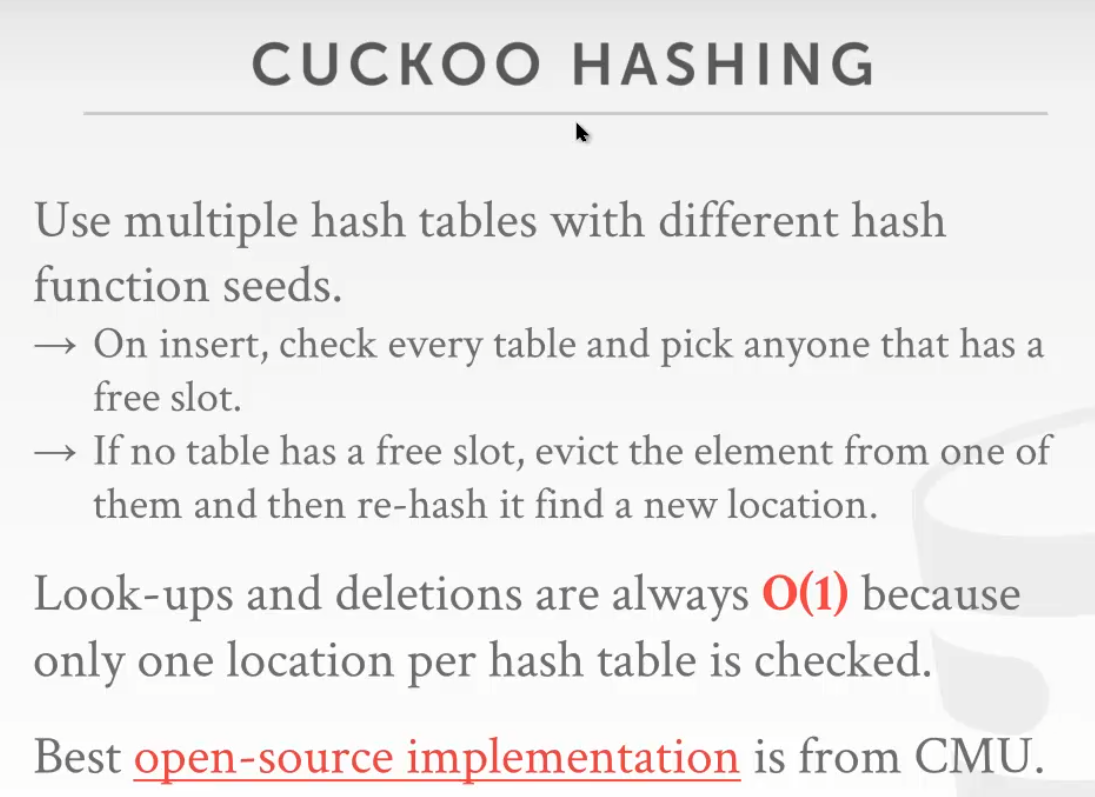 CUCKOO HASHING
Use multiple hash tables with different hash
function seeds.
→ On insert, check every table and pick anyone that has a
free slot.
→ If no table has a free slot, evict the element from one of
them and then re-hash it find a new location.
Look-ups and deletions are always O(1) because
only one location per hash table is checked.
Best open-source implementation is from CMU.